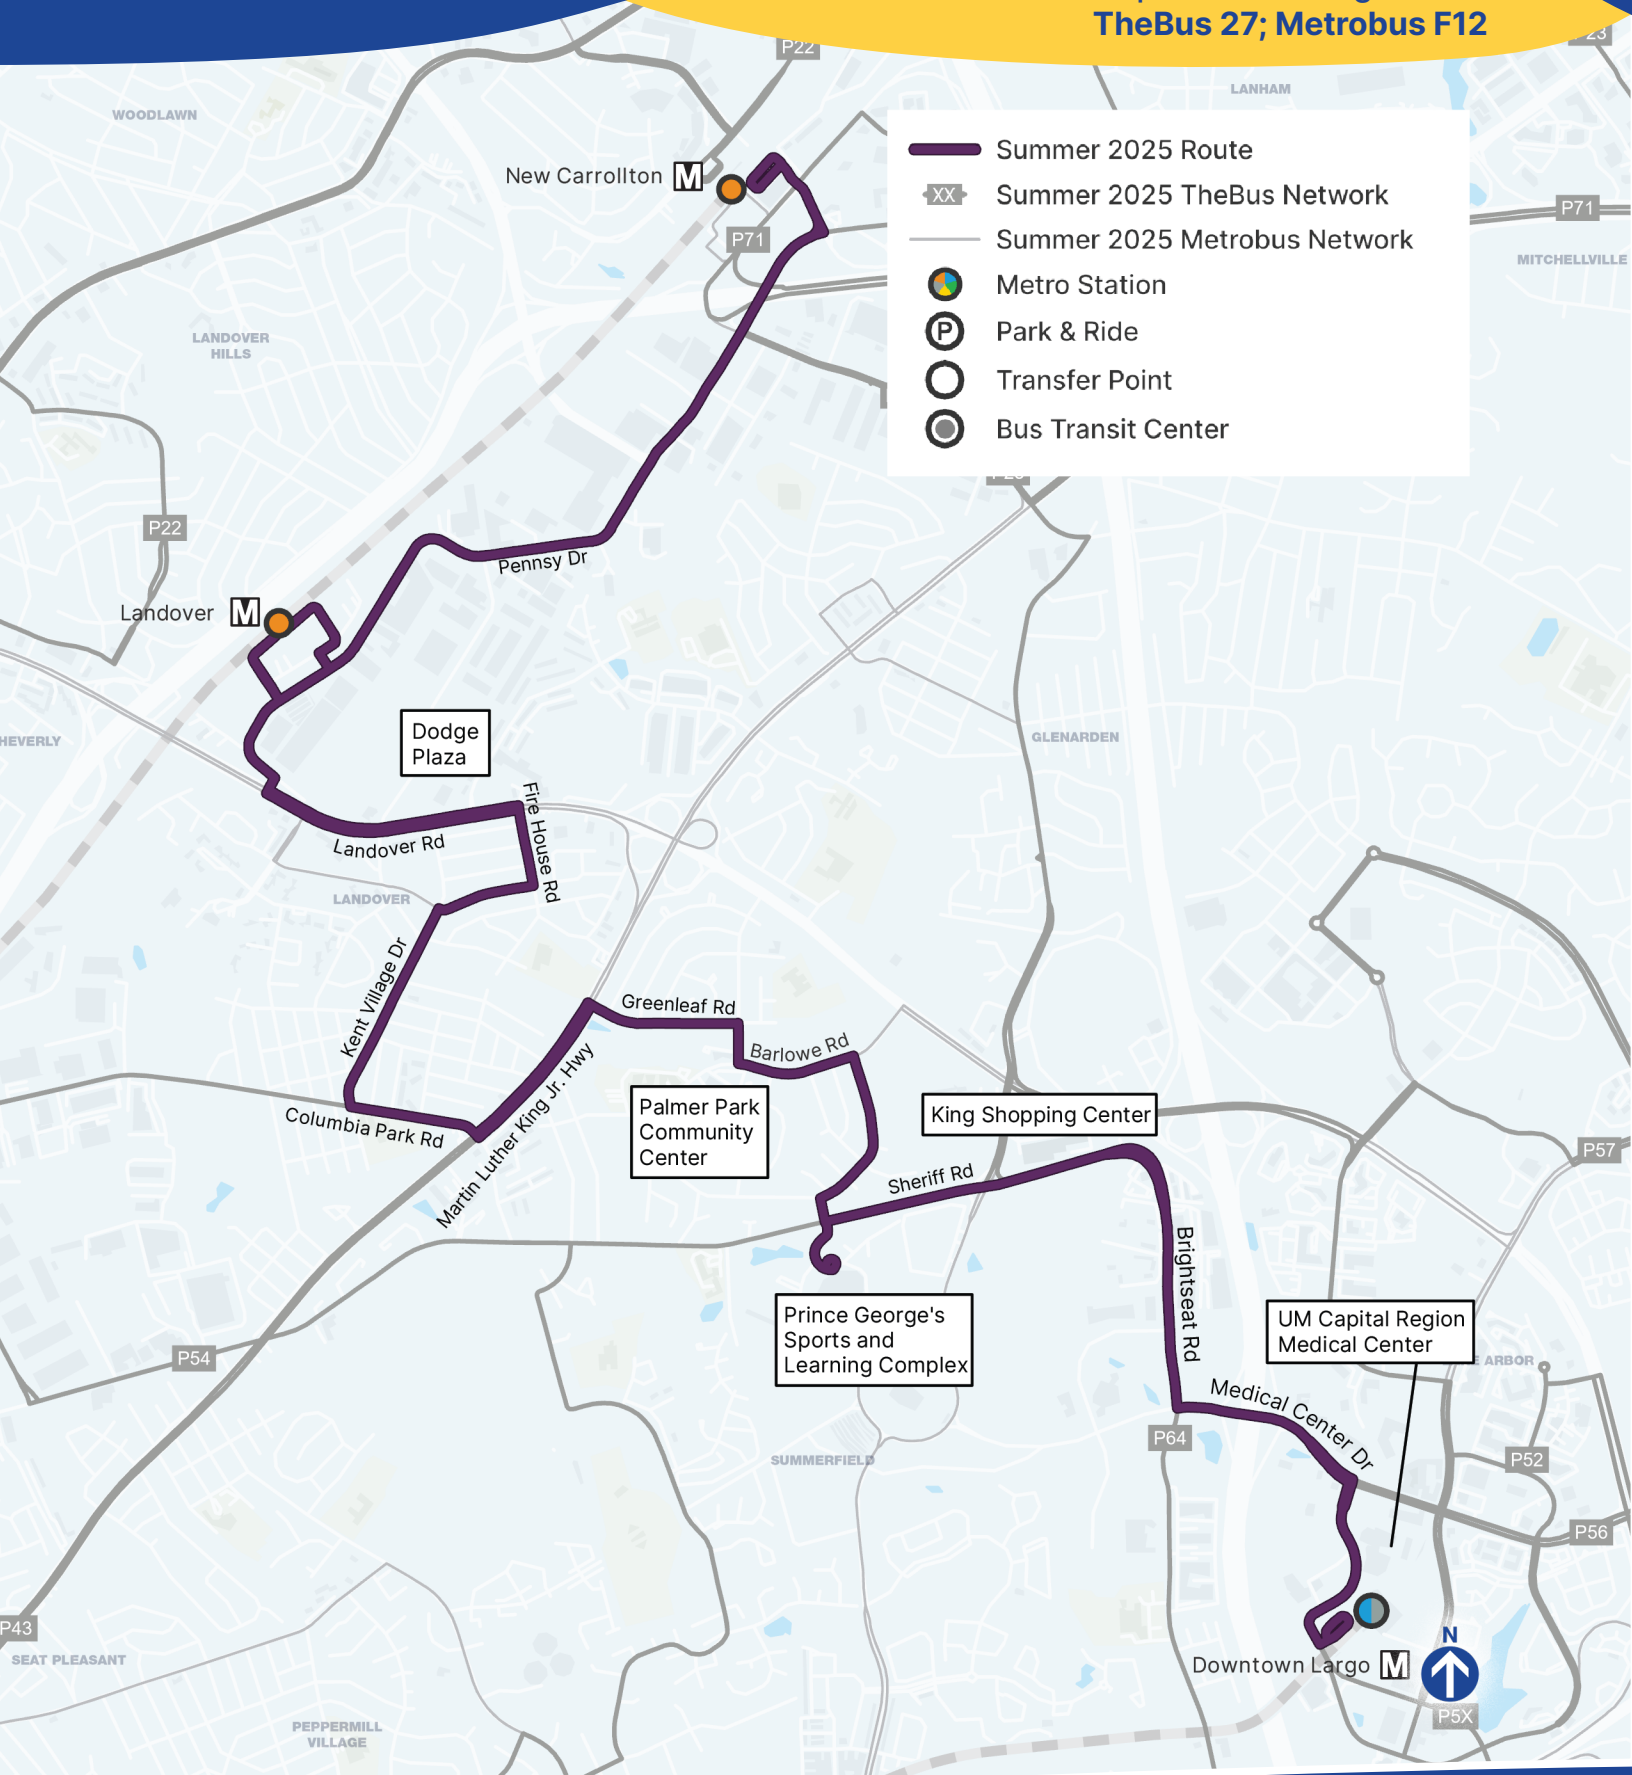 TheBus 27; Metrobus F12
P22
WOODLAWN
LANHAM
New Carrollton M
P71
LANDOVER
HILLS
Summer 2025 Route
XX Summer 2025 TheBus Network
Summer 2025 Metrobus Network
Metro Station
P Park & Ride
Transfer Point
Bus Transit Center
P71
MITCHELLVILLE
P22
Pennsy Dr
Landover M
Dodge
Plaza
GLENARDEN
Fire House Rd
Landover Rd
LANDOVER
Kent Village Dr
Greenleaf Rd
Barlowe Rd
Columbia Park Rd
Martin Luther King Jr. Hwy
Palmer Park
Community
Center
King Shopping Center
P57
Sheriff Rd
Brightseat Rd
Prince George's
Sports and
Learning Complex
UM Capital Region
Medical Center
ARBOR
P54
Medical Center Dr
P64
SUMMERFIELD
P52
P56
P43
SEAT PLEASANT
N
Downtown Largo M
P5X
PEPPERMILL
VILLAGE